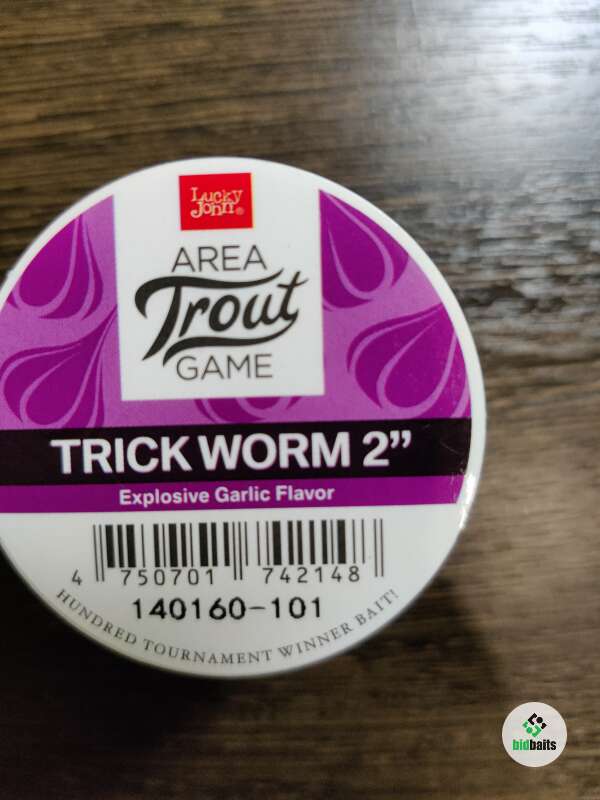 Lucky
John®
AREA
Trout
GAME
TRICK WORM 2”
Explosive Garlic Flavor
4 750701 742148
140160-101
HUNDRED TOURNAMENT WINNER BAIT!
bidbaits